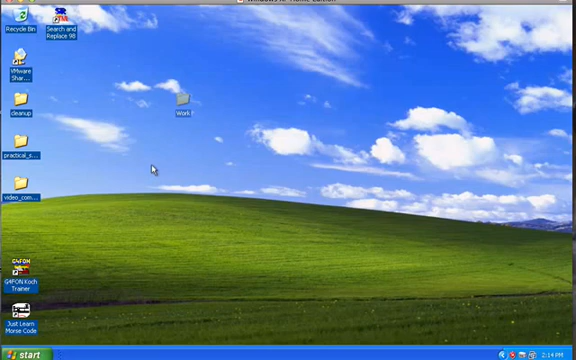 Windows XP Home Edition
Recycle Bin
Search and
Replace 98
VMware
Shar...
cleanup
practical_s...
video_com...
G4FON Koch
Trainer
Just Learn
Morse Code
Work
start
2:14 PM